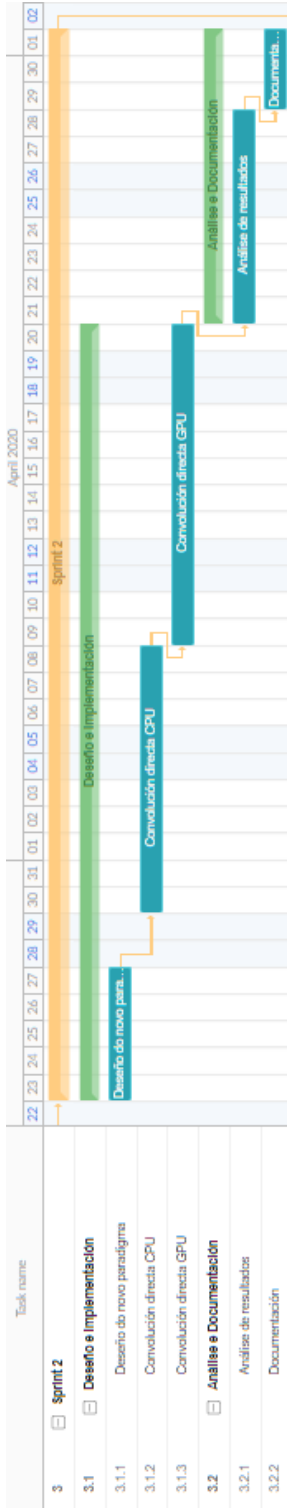 Task name
April 2020
22 23 24 25 26 27 28 29 30 31 01 02 03 04 05 06 07 08 09 10 11 12 13 14 15 16 17 18 19 20 21 22 23 24 25 26 27 28 29 30 01 02
3 Sprint 2
Sprint 2
3.1 Deseño e Implementación
Deseño e Implementación
3.1.1 Deseño do novo paradigma
Deseño do novo para...
3.1.2 Convolución directa CPU
Convolución directa CPU
3.1.3 Convolución directa GPU
Convolución directa GPU
3.2 Análise e Documentación
Análise e Documentación
3.2.1 Análise de resultados
Análise de resultados
3.2.2 Documentación
Documenta...